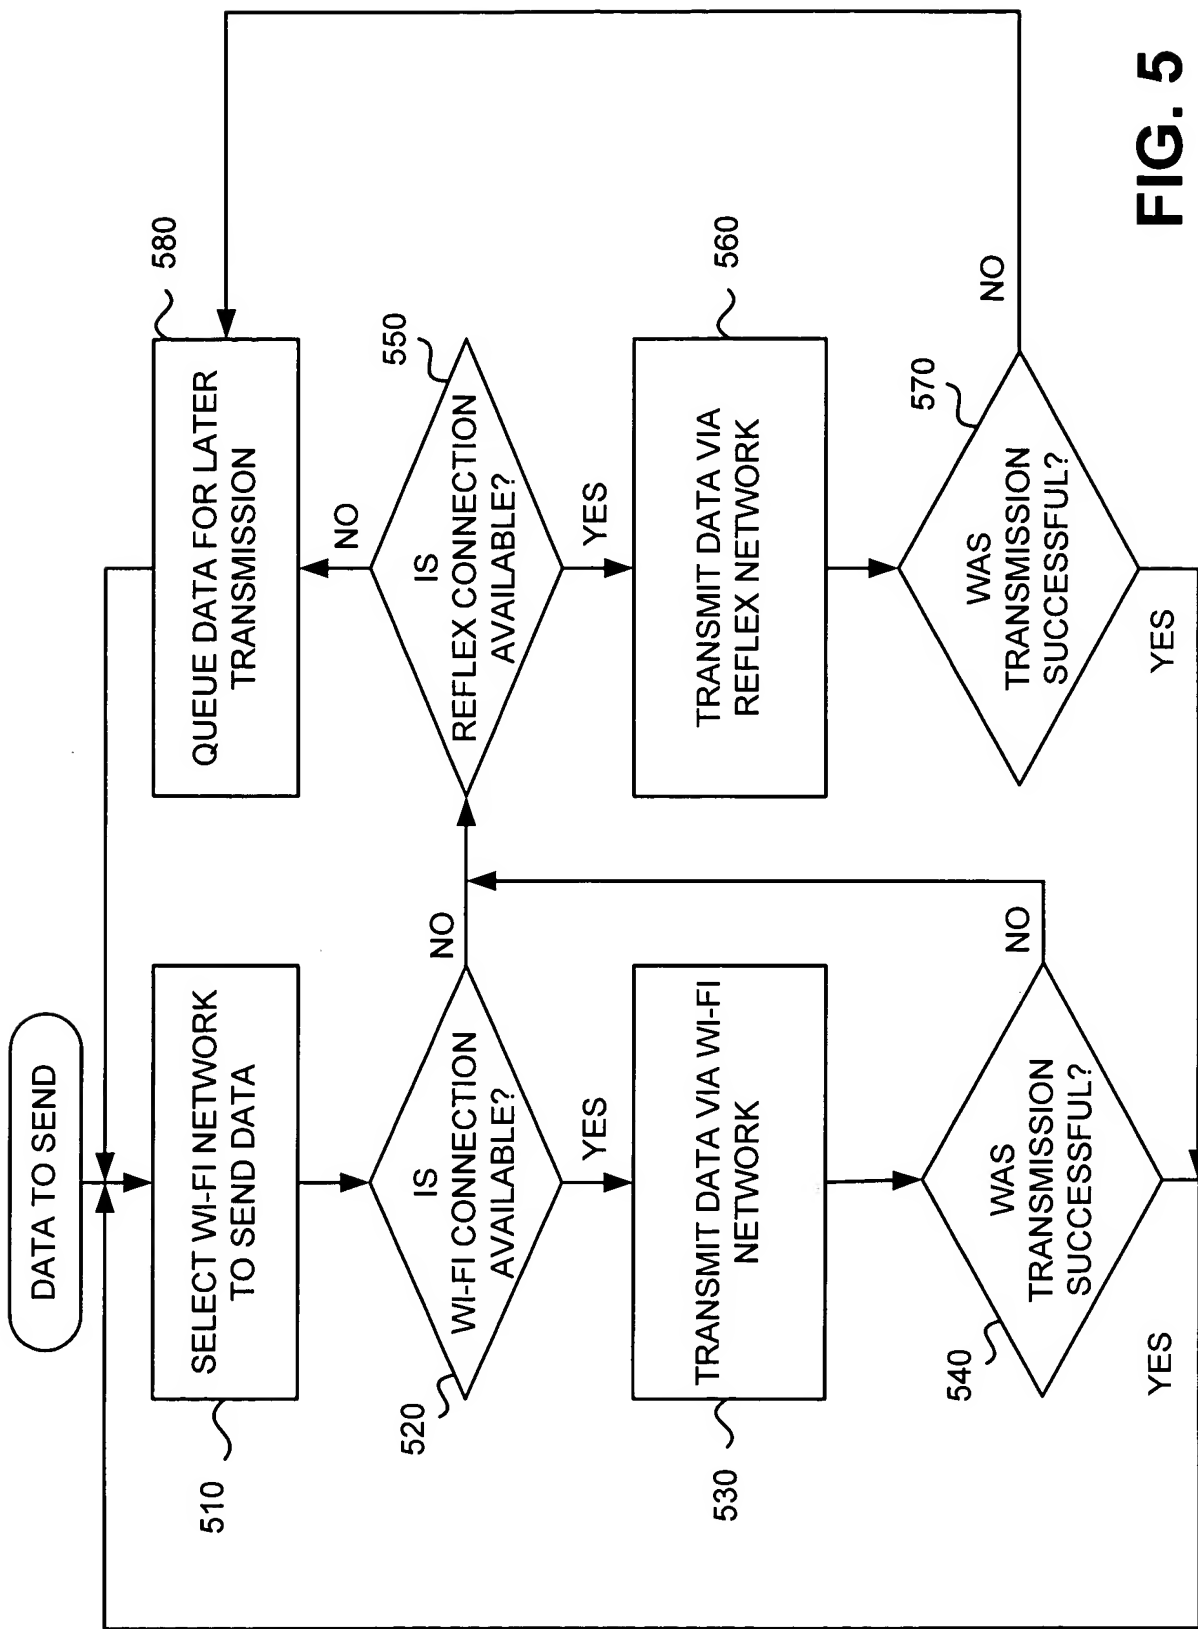 DATA TO SEND
SELECT WI-FI NETWORK
TO SEND DATA
510
IS
WI-FI CONNECTION
AVAILABLE?
520
NO
YES
TRANSMIT DATA VIA WI-FI
NETWORK
530
WAS
TRANSMISSION
SUCCESSFUL?
540
NO
YES
QUEUE DATA FOR LATER
TRANSMISSION
580
NO
IS
REFLEX CONNECTION
AVAILABLE?
550
YES
TRANSMIT DATA VIA
REFLEX NETWORK
560
WAS
TRANSMISSION
SUCCESSFUL?
570
NO
YES
FIG. 5